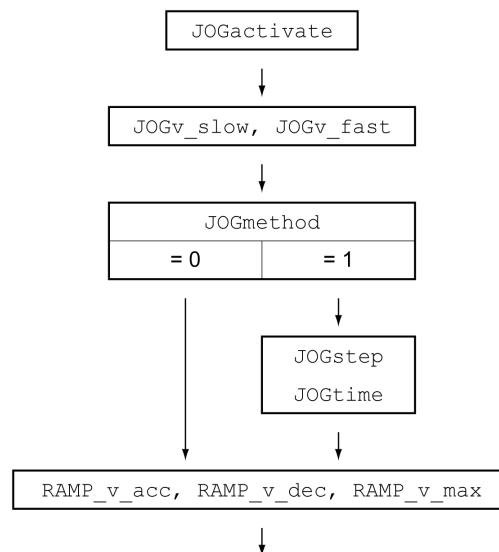 JOGactivate
JOGv_slow, JOGv_fast
JOGmethod
= 0 = 1
JOGstep
JOGtime
RAMP_v_acc, RAMP_v_dec, RAMP_v_max